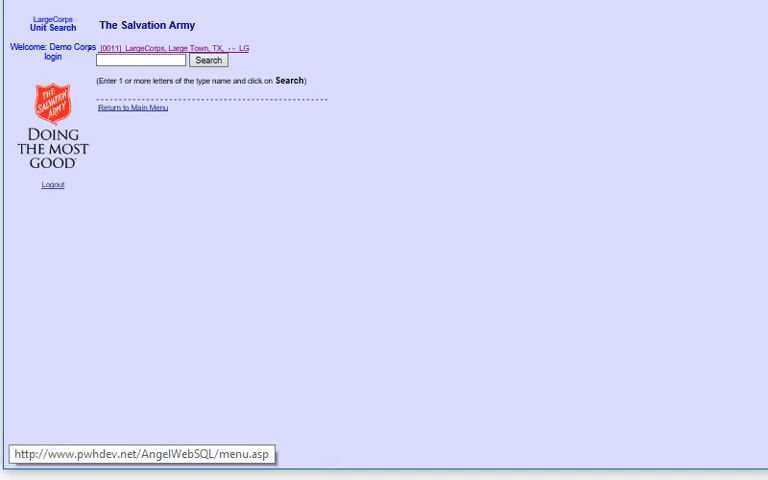 LargeCorps
Unit Search
The Salvation Army
Welcome: Demo Corps
login
[0011] LargeCorps, Large Town, TX, - - LG
Search
(Enter 1 or more letters of the type name and click on Search)
Return to Main Menu
THE
SALVATION
ARMY
DOING
THE MOST
GOOD
Logout
http://www.pwhdev.net/AngelWebSQL/menu.asp